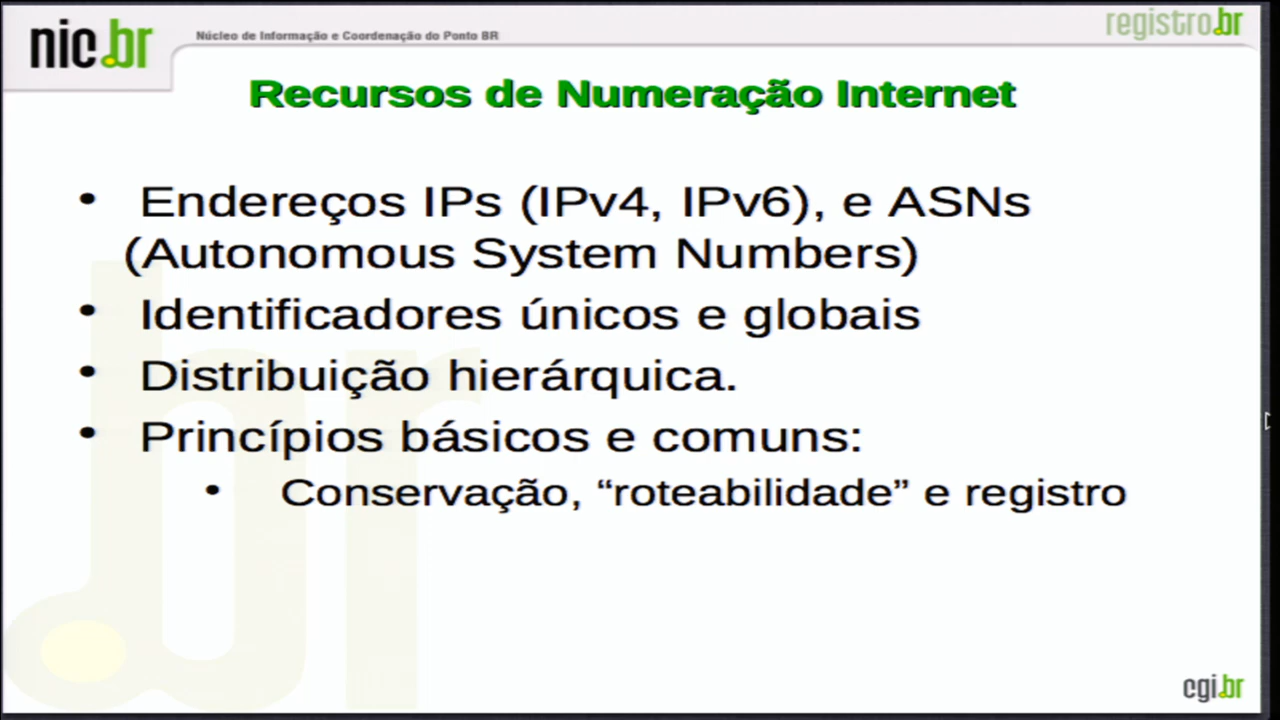 nic.br
Núcleo de Informação e Coordenação do Ponto BR
registro.br
Recursos de Numeração Internet
• Endereços IPs (IPv4, IPv6), e ASNs
(Autonomous System Numbers)
• Identificadores únicos e globais
• Distribuição hierárquica.
• Princípios básicos e comuns:
• Conservação, “roteabilidade” e registro
br
cgi.br